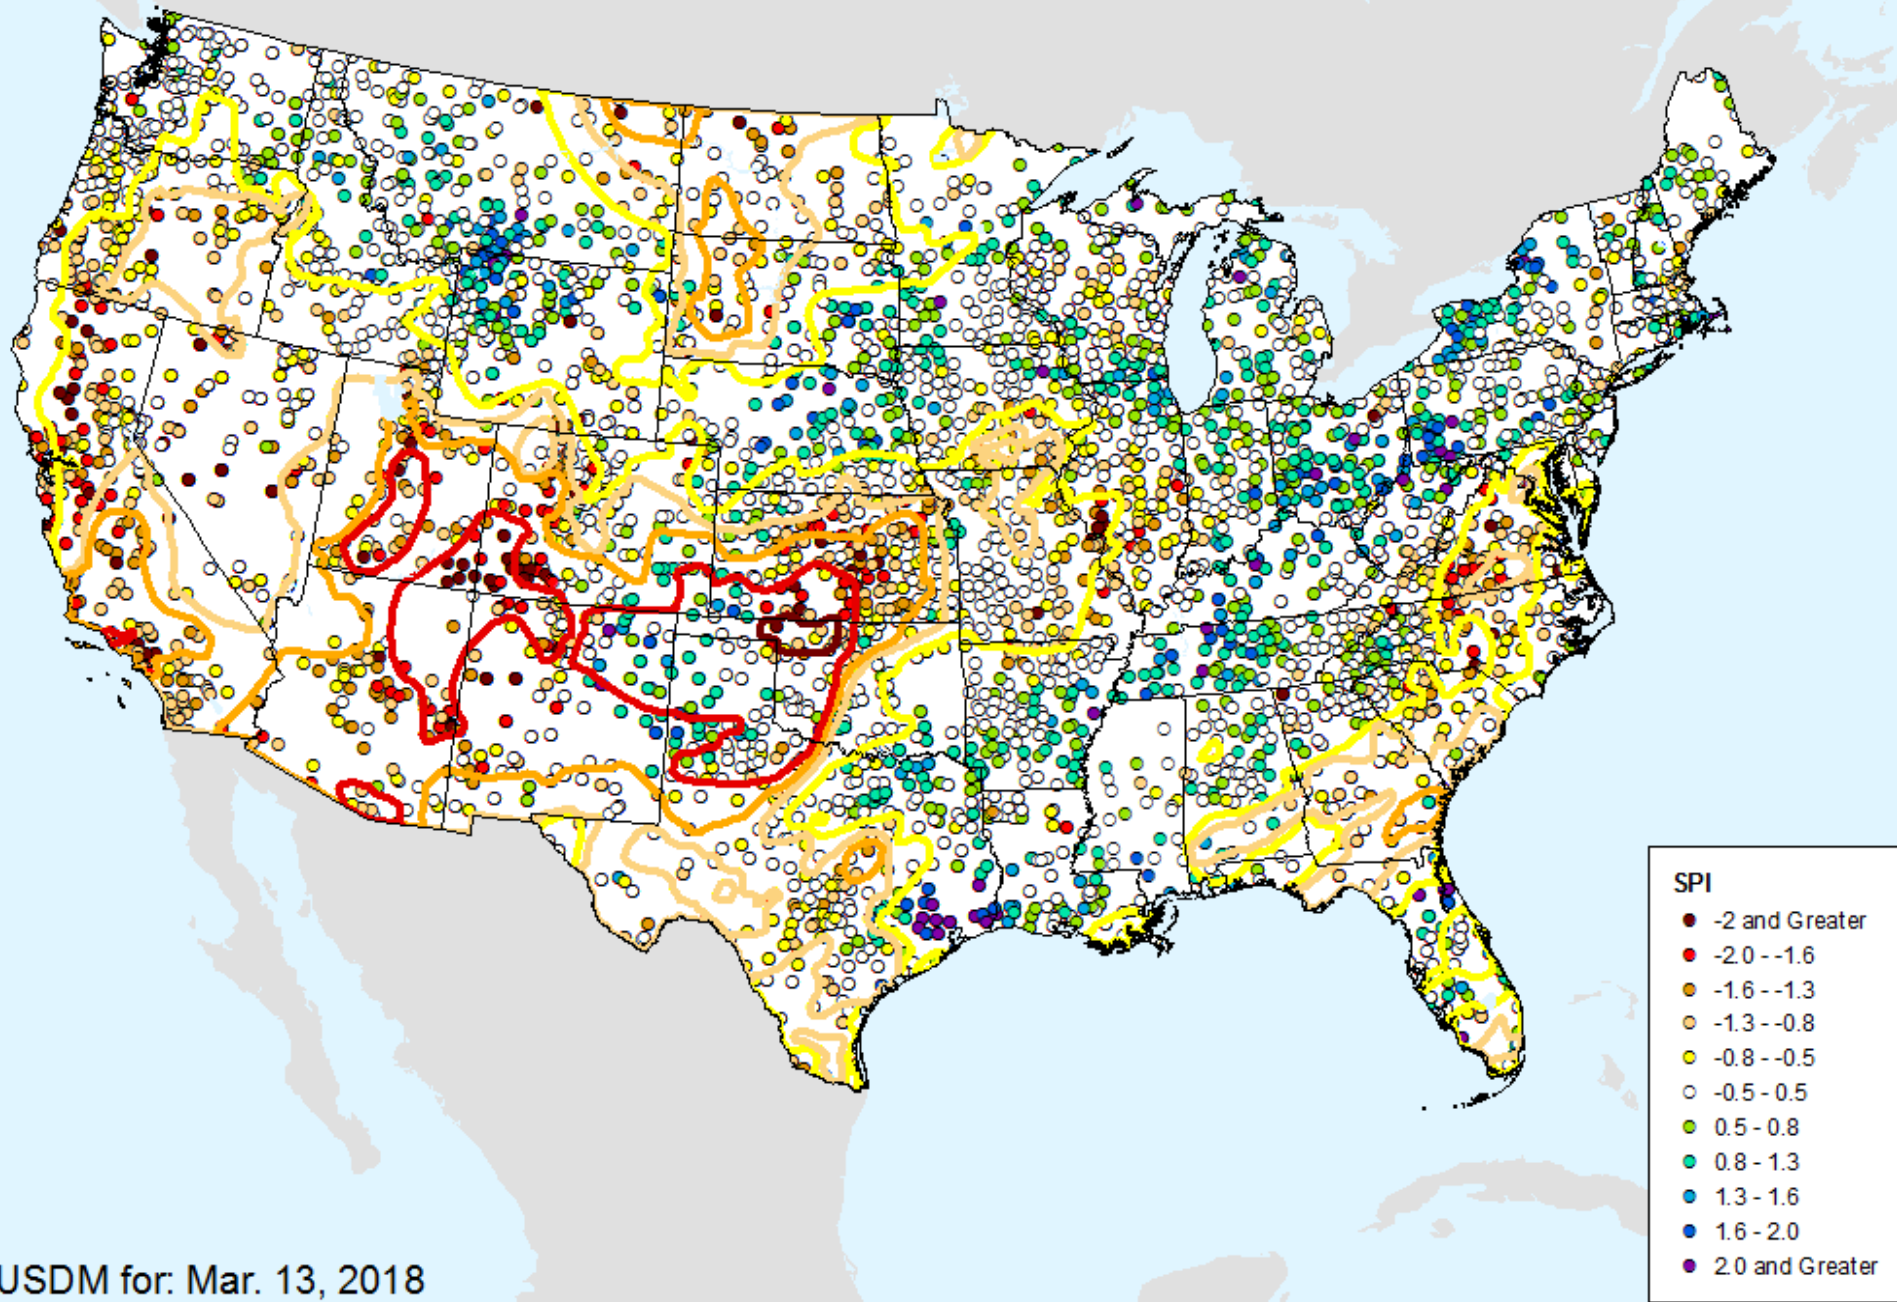 SPI
-2 and Greater
-2.0 - -1.6
-1.6 - -1.3
-1.3 - -0.8
-0.8 - -0.5
-0.5 - 0.5
0.5 - 0.8
0.8 - 1.3
1.3 - 1.6
1.6 - 2.0
2.0 and Greater
USDM for: Mar. 13, 2018